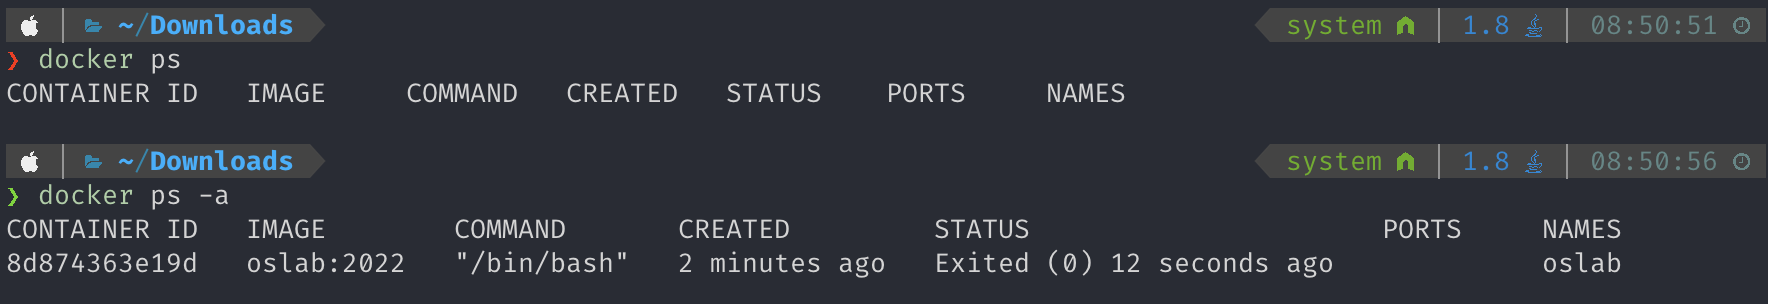 ~/Downloads system 1.8 08:50:51
❯ docker ps
CONTAINER ID IMAGE COMMAND CREATED STATUS PORTS NAMES
~/Downloads system 1.8 08:50:56
❯ docker ps -a
CONTAINER ID IMAGE COMMAND CREATED STATUS PORTS NAMES
8d874363e19d oslab:2022 "/bin/bash" 2 minutes ago Exited (0) 12 seconds ago oslab